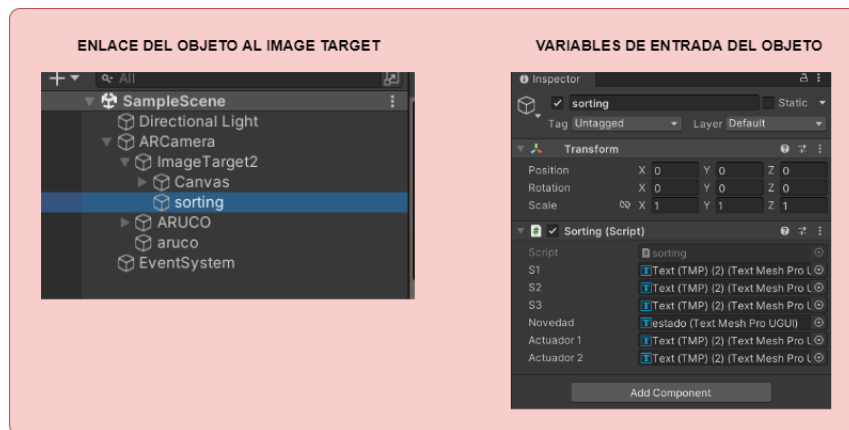 ENLACE DEL OBJETO AL IMAGE TARGET
All
SampleScene
Directional Light
ARCamera
ImageTarget2
Canvas
sorting
ARUCO
aruco
EventSystem
VARIABLES DE ENTRADA DEL OBJETO
Inspector
sorting Static
Tag Untagged Layer Default
Transform
Position X 0 Y 0 Z 0
Rotation X 0 Y 0 Z 0
Scale X 1 Y 1 Z 1
# Sorting (Script)
Script sorting
S1 Text (TMP) (2) (Text Mesh Pro U
S2 Text (TMP) (2) (Text Mesh Pro U
S3 Text (TMP) (2) (Text Mesh Pro U
Novedad estado (Text Mesh Pro UGUI)
Actuador 1 Text (TMP) (2) (Text Mesh Pro U
Actuador 2 Text (TMP) (2) (Text Mesh Pro U
Add Component